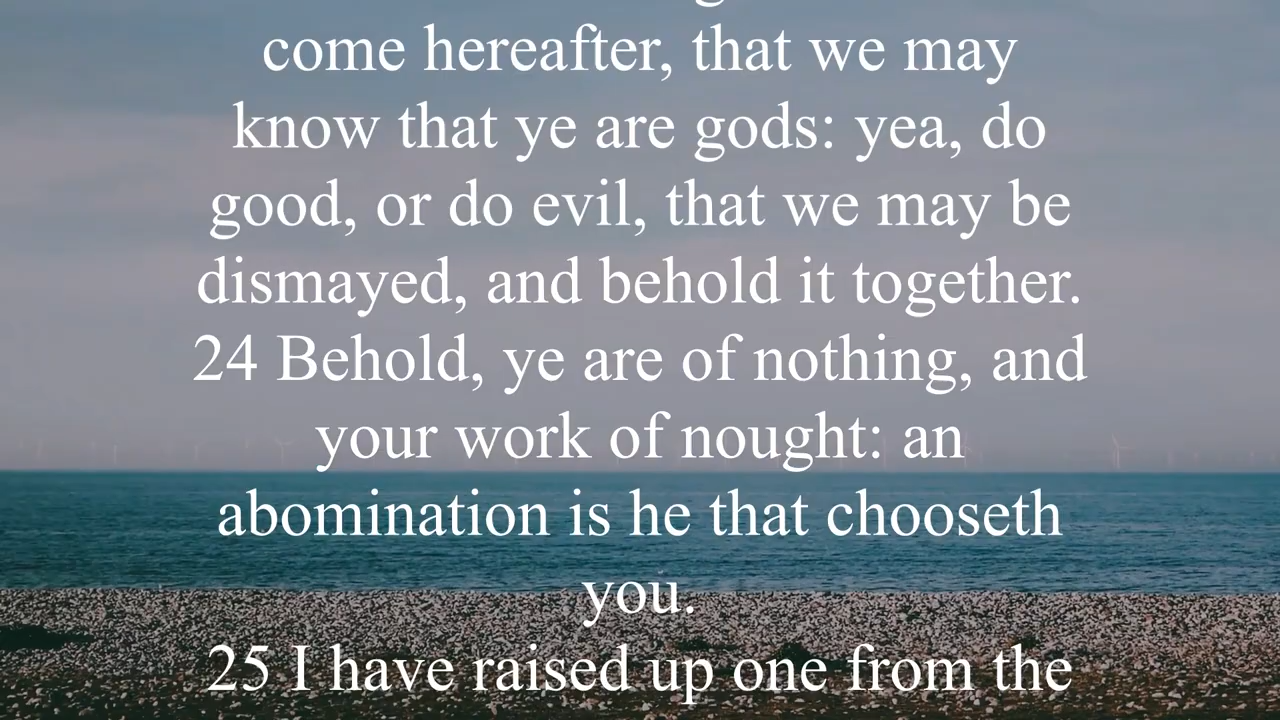 come hereafter, that we may
know that ye are gods: yea, do
good, or do evil, that we may be
dismayed, and behold it together.
24 Behold, ye are of nothing, and
your work of nought: an
abomination is he that chooseth
you.
25 I have raised up one from the